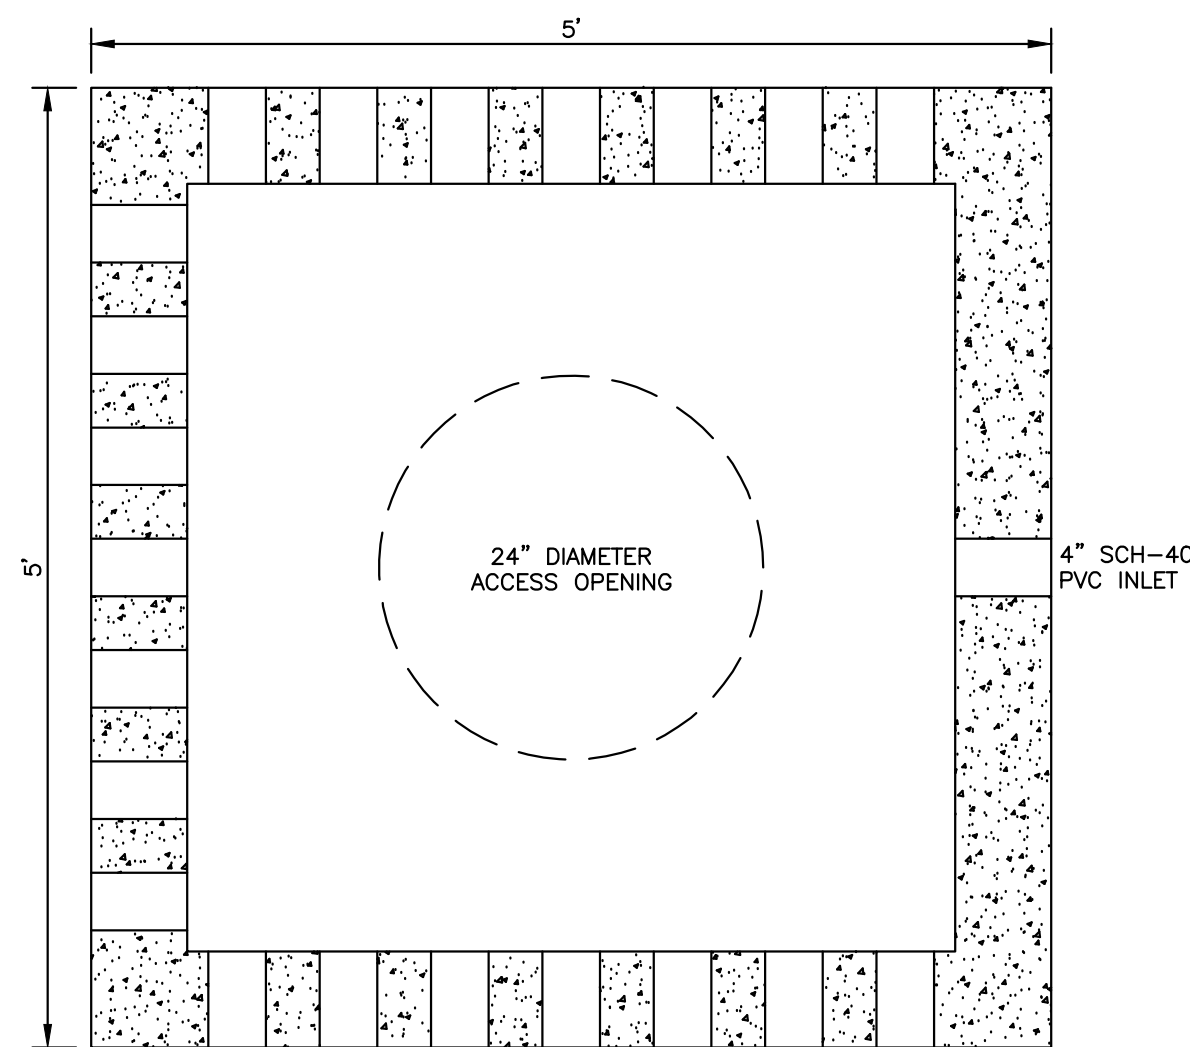 5'
5'
24" DIAMETER
ACCESS OPENING
4" SCH-40
PVC INLET